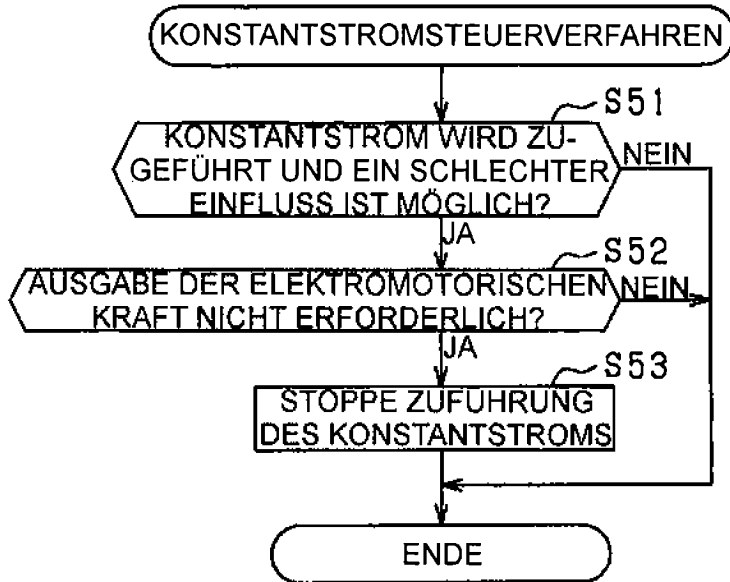 KONSTANTSTROMSTEUERVERFAHREN
S51
KONSTANTSTROM WIRD ZU-
GEFÜHRT UND EIN SCHLECHTER
EINFLUSS IST MÖGLICH?
NEIN
JA
S52
AUSGABE DER ELEKTROMOTORISCHEN
KRAFT NICHT ERFORDERLICH?
NEIN
JA
S53
STOPPE ZUFÜHRUNG
DES KONSTANTSTROMS
ENDE